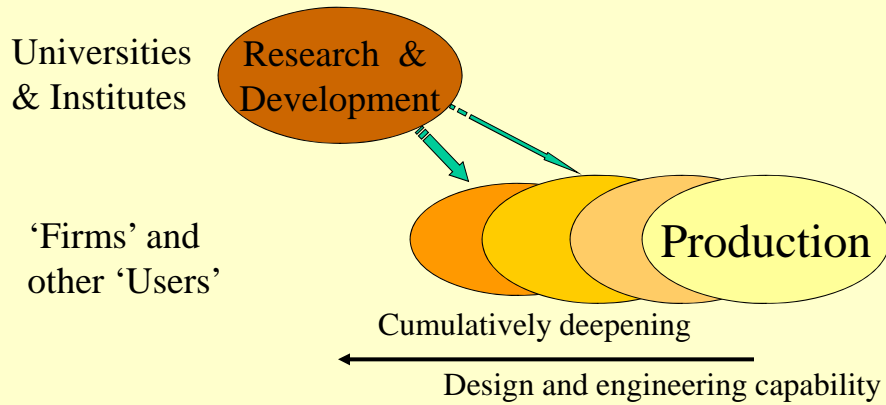 Universities
& Institutes
Research &
Development
‘Firms’ and
other ‘Users’
Production
Cumulatively deepening
Design and engineering capability